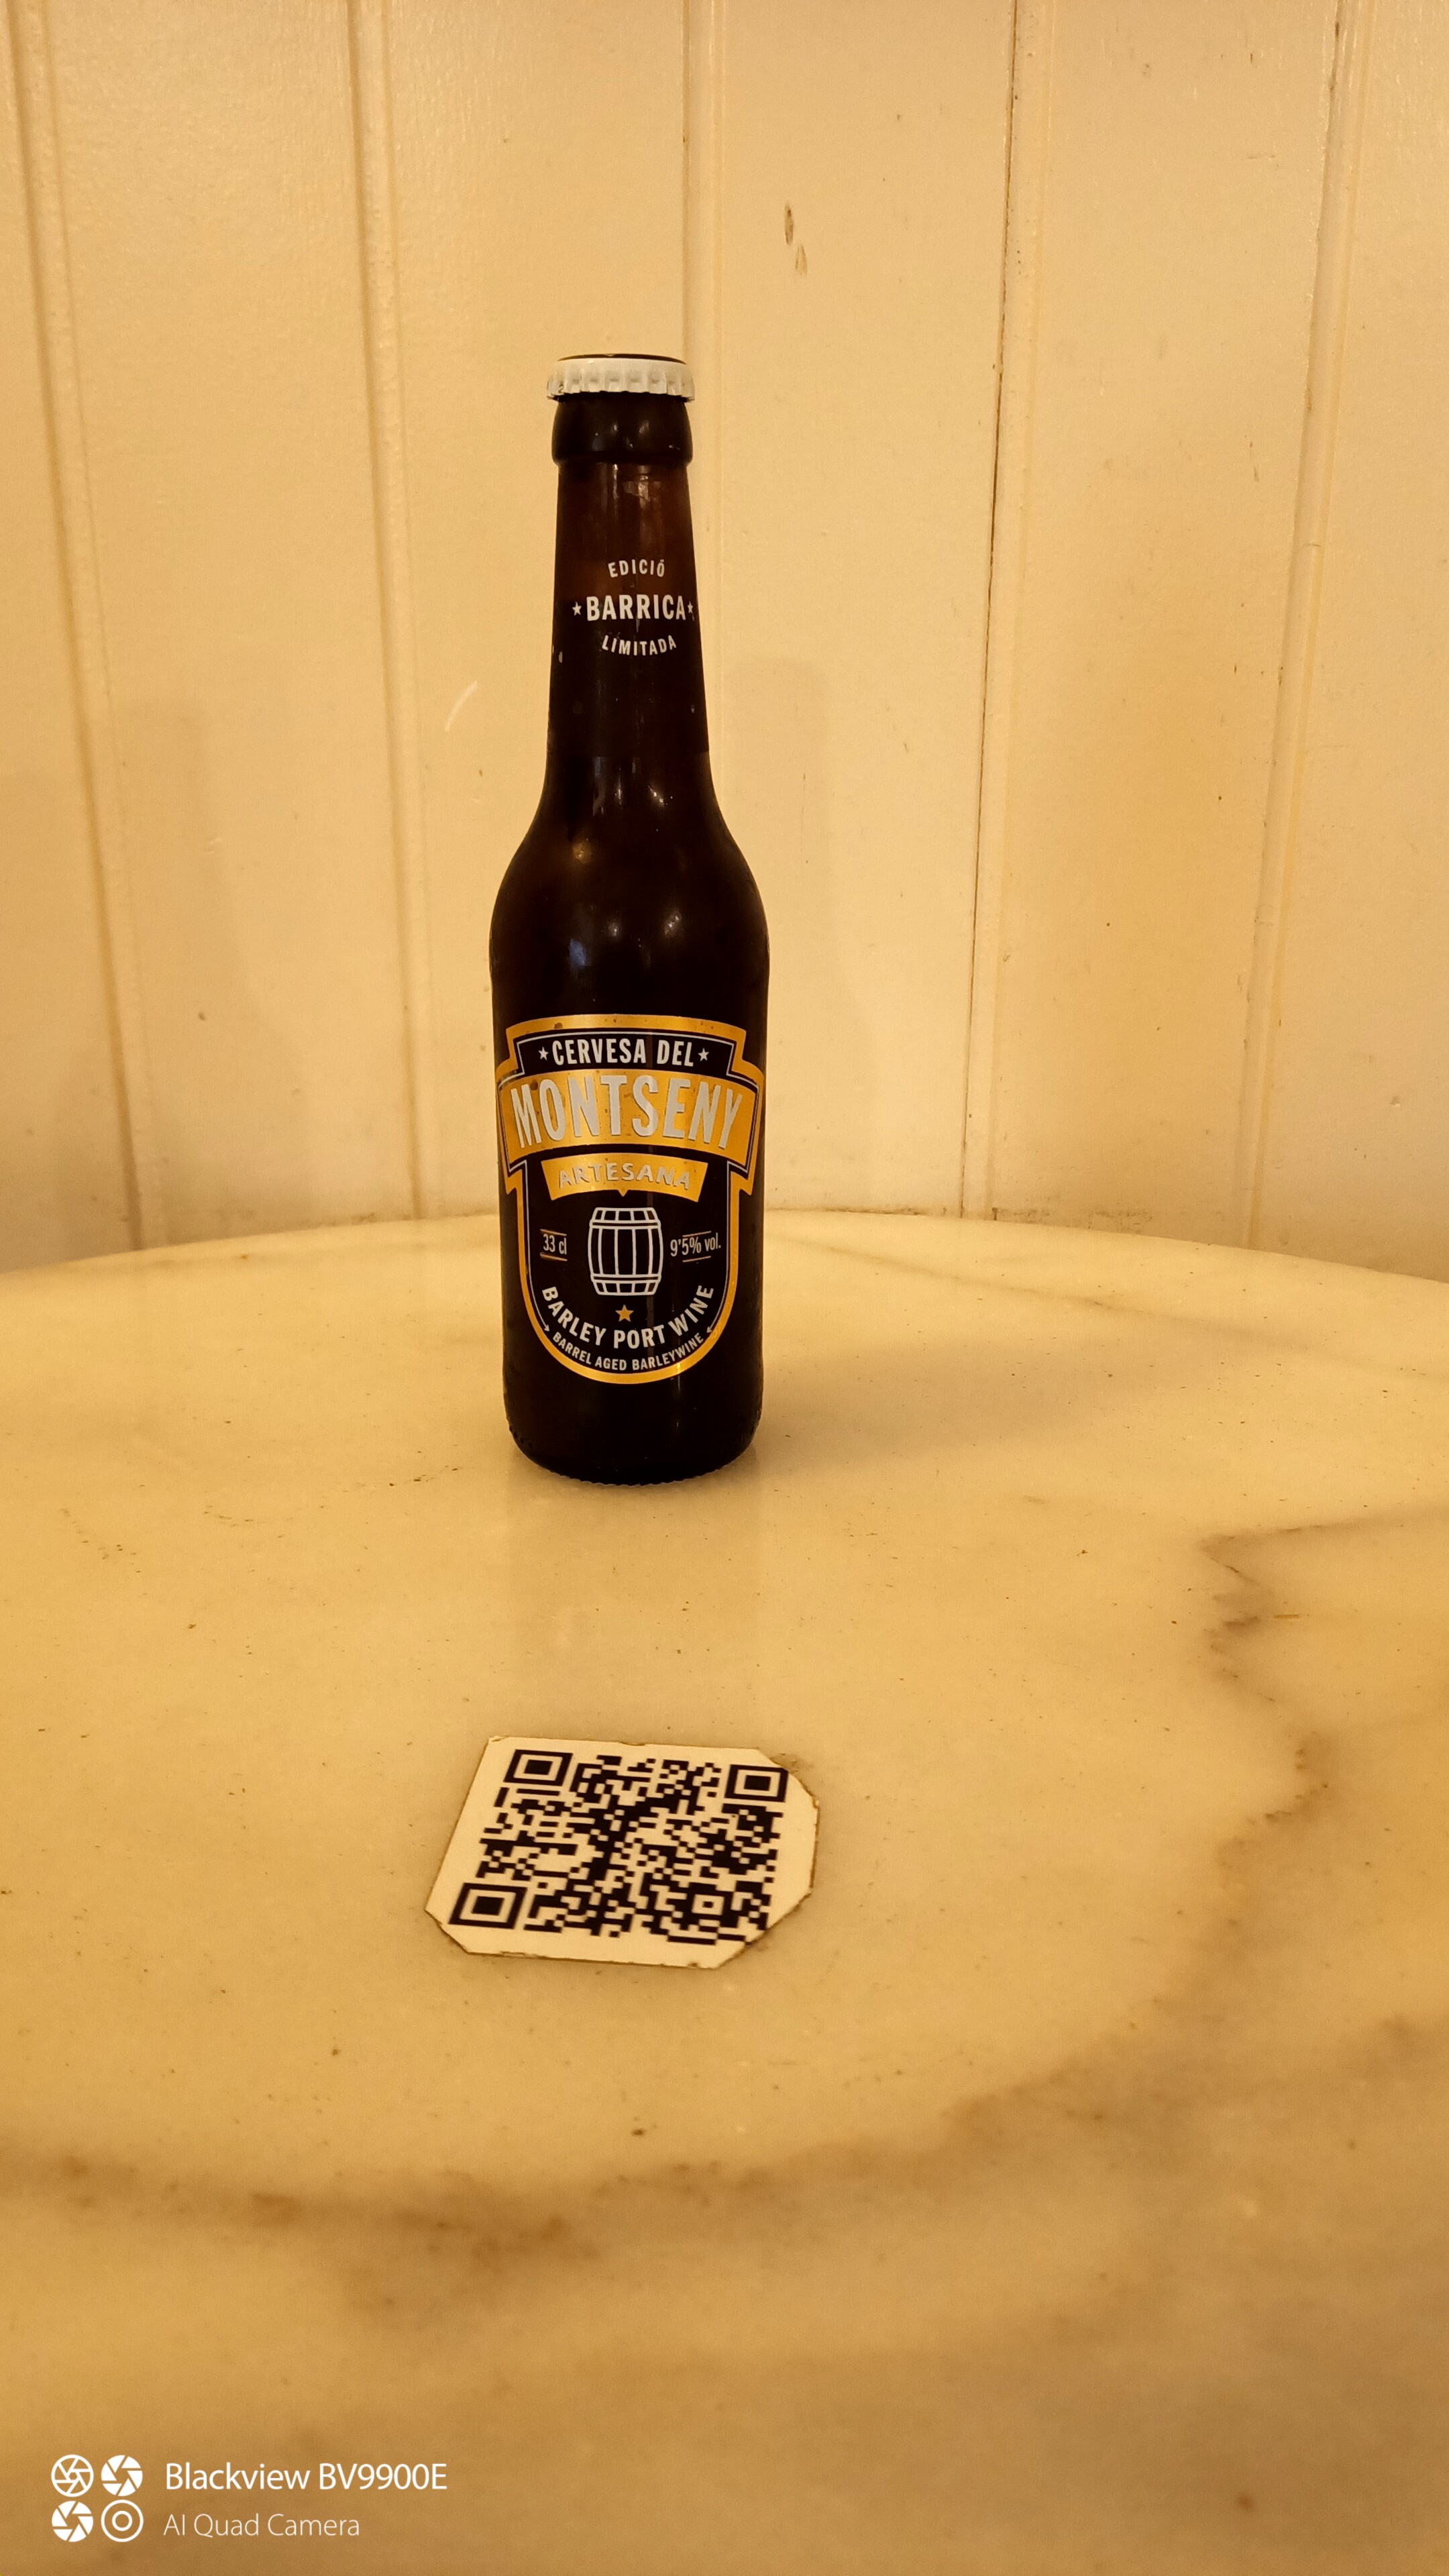 EDICIÓ
BARRICA
LIMITADA
CERVESA DEL
MONTSENY
ARTESANA
33 cl
9'5% vol.
BARLEY PORT WINE
BARREL AGED BARLEYWINE
Blackview BV9900E
AI Quad Camera